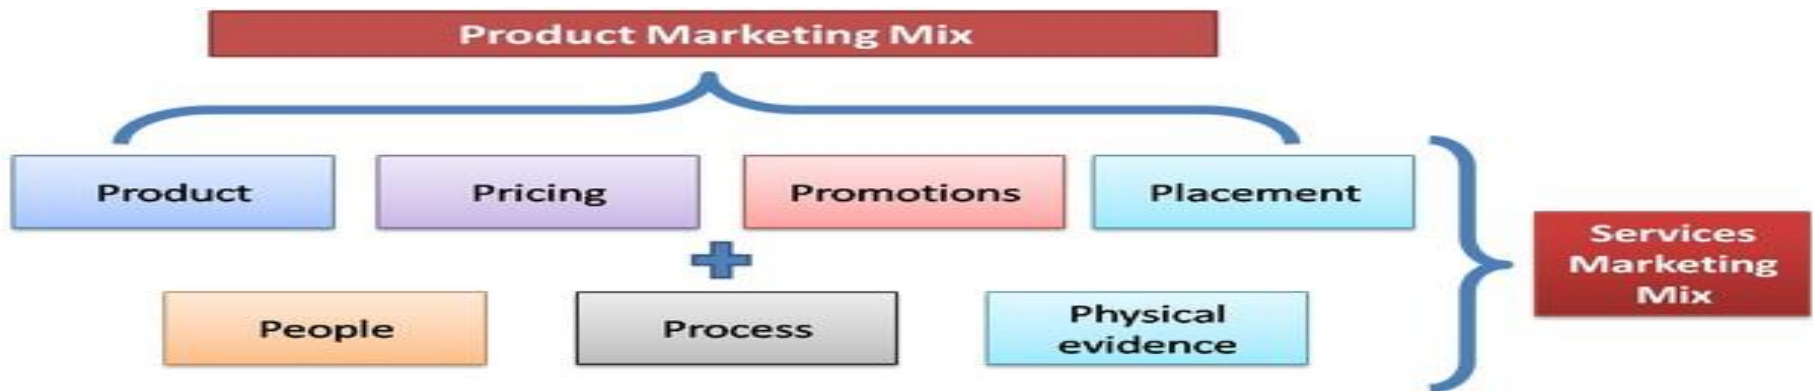 Product Marketing Mix
Product
Pricing
Promotions
Placement
Services
Marketing
Mix
People
Process
Physical
evidence